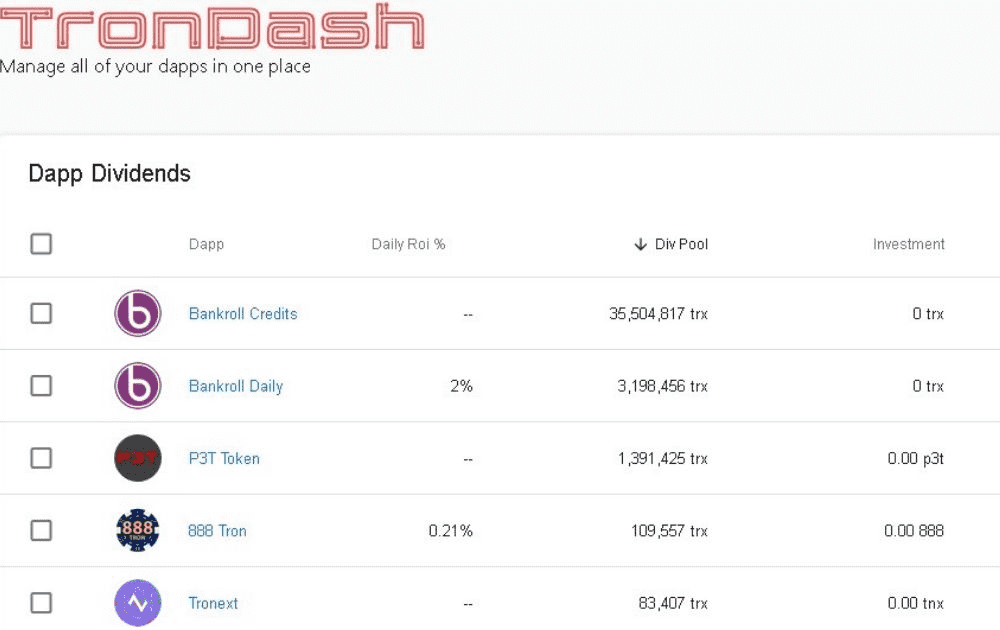 TronDash
Manage all of your dapps in one place
Dapp Dividends
Dapp Daily Roi % ↓ Div Pool Investment
b Bankroll Credits -- 35,504,817 trx 0 trx
b Bankroll Daily 2% 3,198,456 trx 0 trx
P3T P3T Token -- 1,391,425 trx 0.00 p3t
888 TRON 888 Tron 0.21% 109,557 trx 0.00 888
Tronext -- 83,407 trx 0.00 tnx